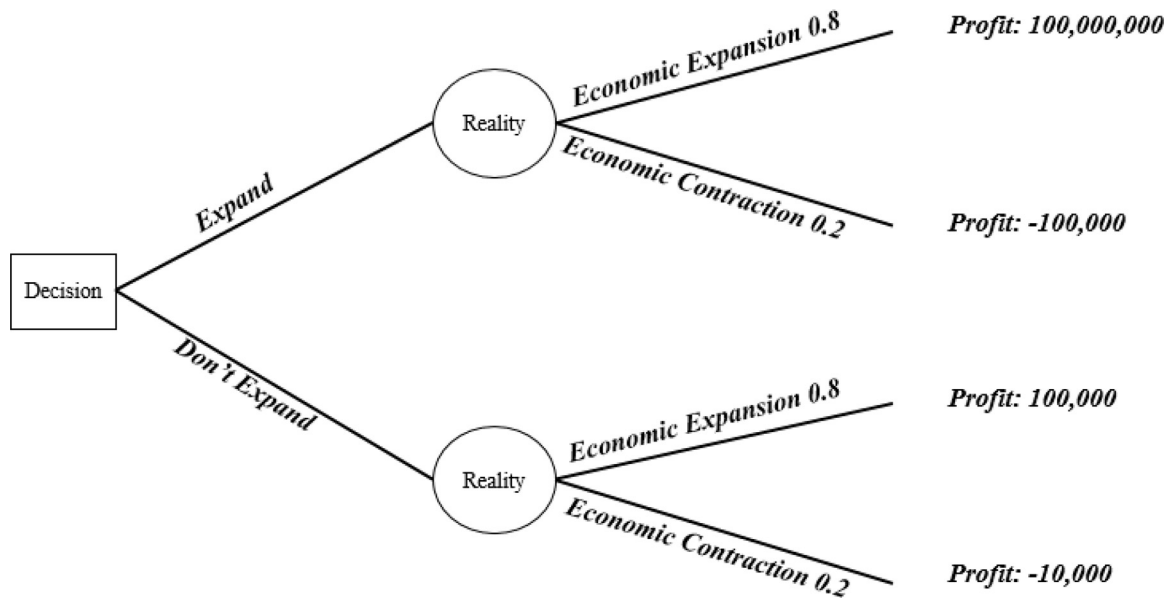 Economic Expansion 0.8
Profit: 100,000,000
Reality
Economic Contraction 0.2
Profit: -100,000
Expand
Decision
Don't Expand
Economic Expansion 0.8
Profit: 100,000
Reality
Economic Contraction 0.2
Profit: -10,000